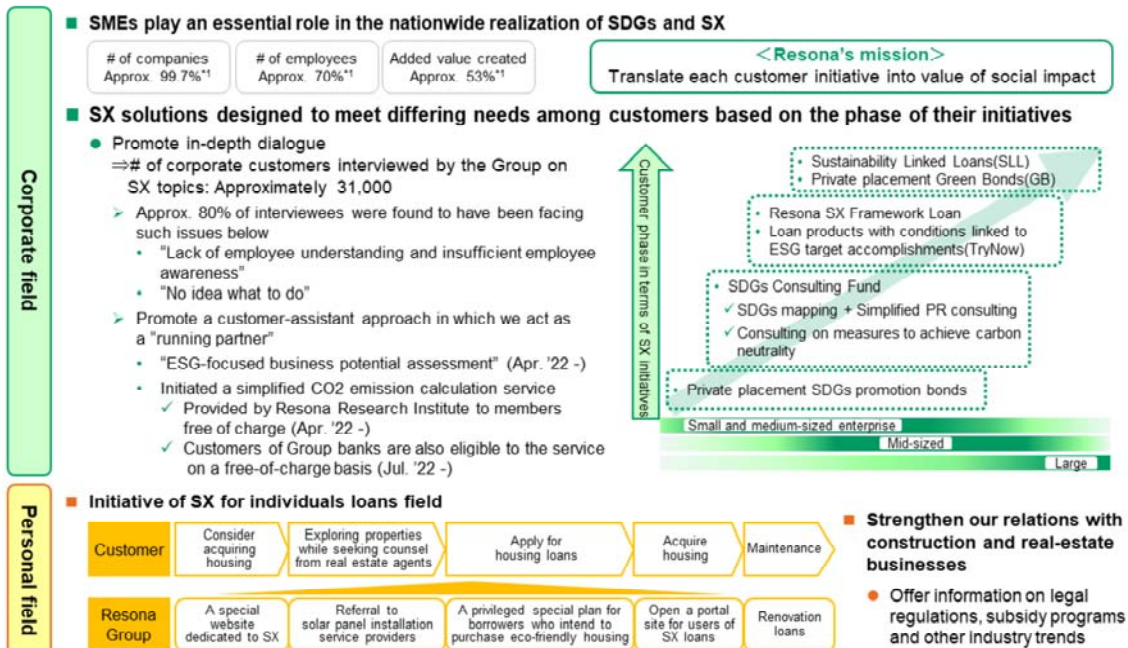 Corporate field
■ SMEs play an essential role in the nationwide realization of SDGs and SX
# of companies
Approx. 99.7%*1
# of employees
Approx. 70%*1
Added value created
Approx. 53%*1
<Resona's mission>
Translate each customer initiative into value of social impact
■ SX solutions designed to meet differing needs among customers based on the phase of their initiatives
● Promote in-depth dialogue
⇒# of corporate customers interviewed by the Group on
SX topics: Approximately 31,000
➢ Approx. 80% of interviewees were found to have been facing
such issues below
• "Lack of employee understanding and insufficient employee
awareness"
• "No idea what to do"
➢ Promote a customer-assistant approach in which we act as
a "running partner"
• "ESG-focused business potential assessment" (Apr. '22 -)
• Initiated a simplified CO2 emission calculation service
✓ Provided by Resona Research Institute to members
free of charge (Apr. '22 -)
✓ Customers of Group banks are also eligible to the service
on a free-of-charge basis (Jul. '22 -)
Customer phase in terms of SX initiatives
• Sustainability Linked Loans(SLL)
• Private placement Green Bonds(GB)
• Resona SX Framework Loan
• Loan products with conditions linked to
ESG target accomplishments(TryNow)
• SDGs Consulting Fund
✓SDGs mapping + Simplified PR consulting
✓Consulting on measures to achieve carbon
neutrality
• Private placement SDGs promotion bonds
Small and medium-sized enterprise
Mid-sized
Large
Personal field
■ Initiative of SX for individuals loans field
Customer
Consider
acquiring
housing
Exploring properties
while seeking counsel
from real estate agents
Apply for
housing loans
Acquire
housing
Maintenance
Resona
Group
A special
website
dedicated to SX
Referral to
solar panel installation
service providers
A privileged special plan for
borrowers who intend to
purchase eco-friendly housing
Open a portal
site for users of
SX loans
Renovation
loans
■ Strengthen our relations with
construction and real-estate
businesses
● Offer information on legal
regulations, subsidy programs
and other industry trends